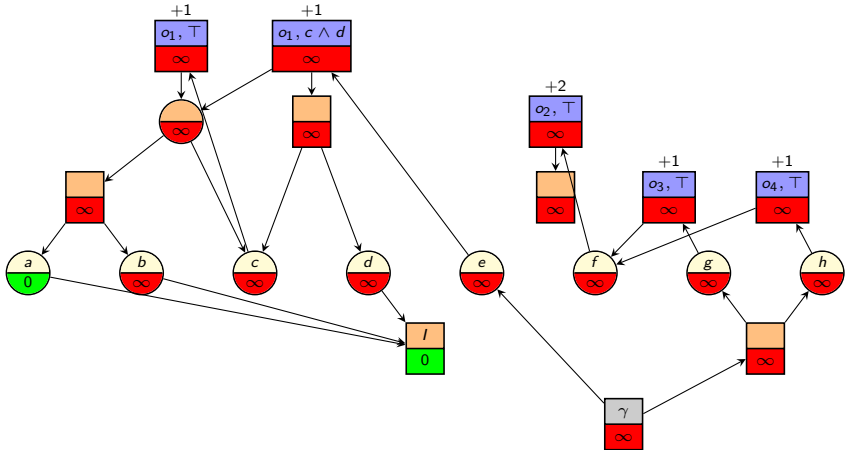 +1 +1
o₁, ⊤ o₁, c ∧ d
∞ ∞
+2
o₂, ⊤
∞ ∞ ∞
+1 +1
o₃, ⊤ o₄, ⊤
∞ ∞ ∞ ∞
a b c d e f g h
0 ∞ ∞ ∞ ∞ ∞ ∞ ∞
I
0 ∞
γ
∞